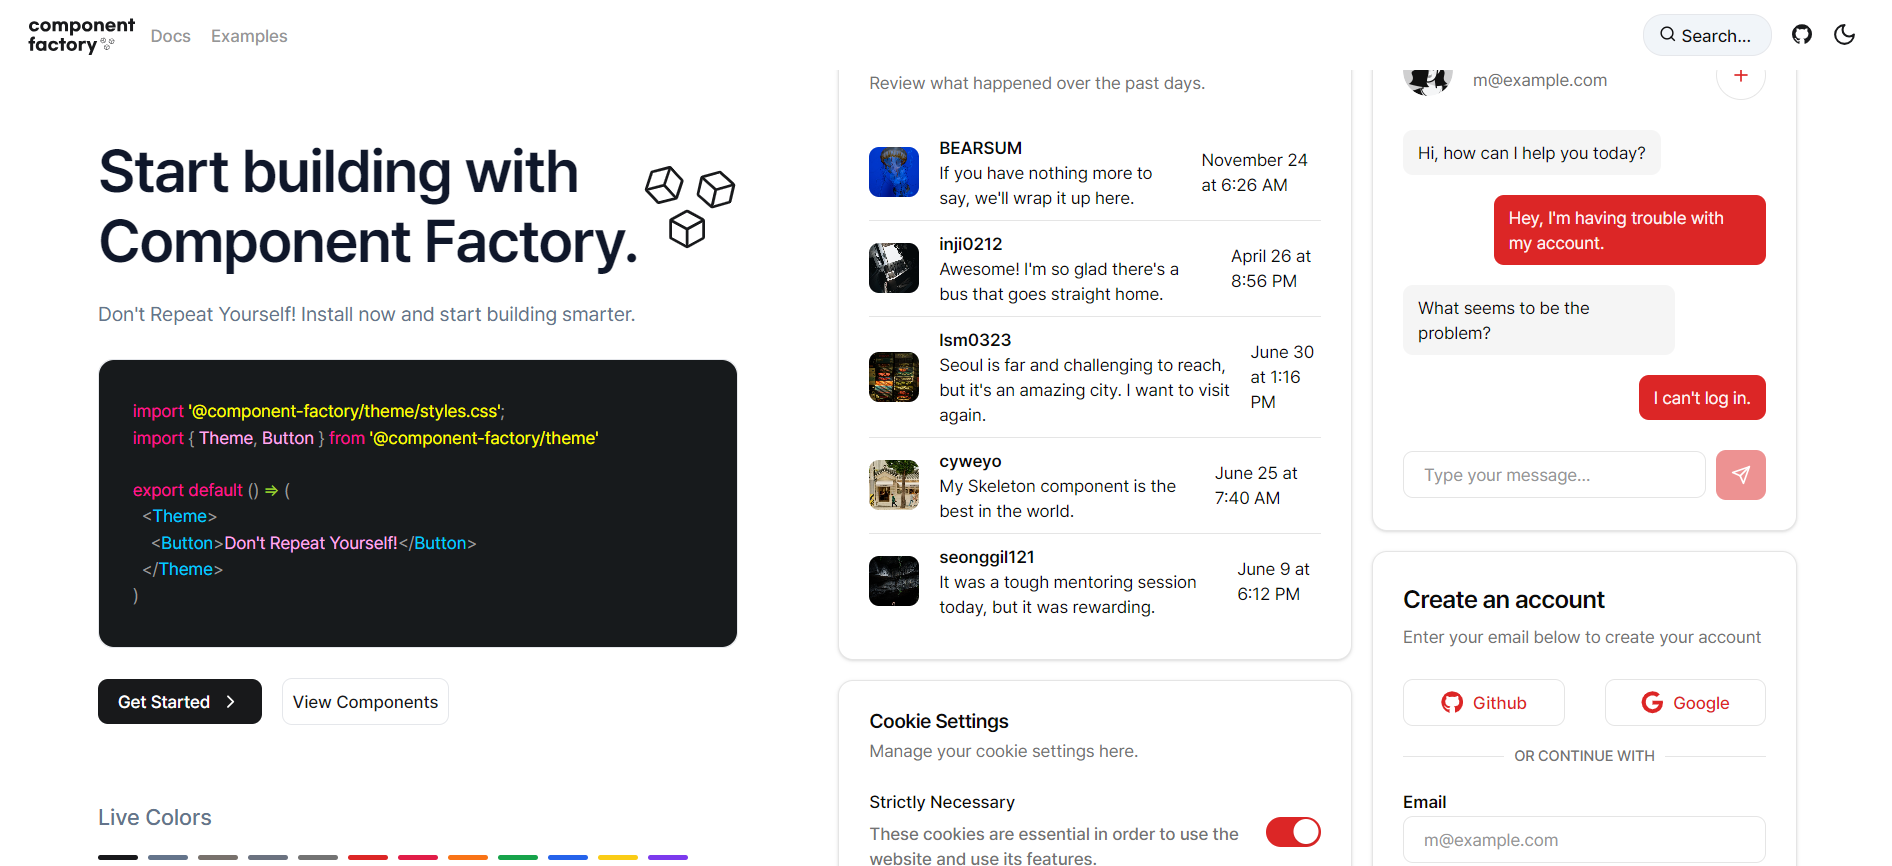 component
factory
Docs
Examples
Search...
Start building with
Component Factory.
Don't Repeat Yourself! Install now and start building smarter.
import '@component-factory/theme/styles.css';
import { Theme, Button } from '@component-factory/theme'
export default () => (
<Theme>
<Button>Don't Repeat Yourself!</Button>
</Theme>
)
Get Started
View Components
Live Colors
Review what happened over the past days.
BEARSUM
If you have nothing more to
say, we'll wrap it up here.
November 24
at 6:26 AM
inji0212
Awesome! I'm so glad there's a
bus that goes straight home.
April 26 at
8:56 PM
lsm0323
Seoul is far and challenging to reach,
but it's an amazing city. I want to visit
again.
June 30
at 1:16
PM
cyweyo
My Skeleton component is the
best in the world.
June 25 at
7:40 AM
seonggil121
It was a tough mentoring session
today, but it was rewarding.
June 9 at
6:12 PM
Cookie Settings
Manage your cookie settings here.
Strictly Necessary
These cookies are essential in order to use the
website and use its features.
m@example.com
Hi, how can I help you today?
Hey, I'm having trouble with
my account.
What seems to be the
problem?
I can't log in.
Type your message...
Create an account
Enter your email below to create your account
Github
Google
OR CONTINUE WITH
Email
m@example.com